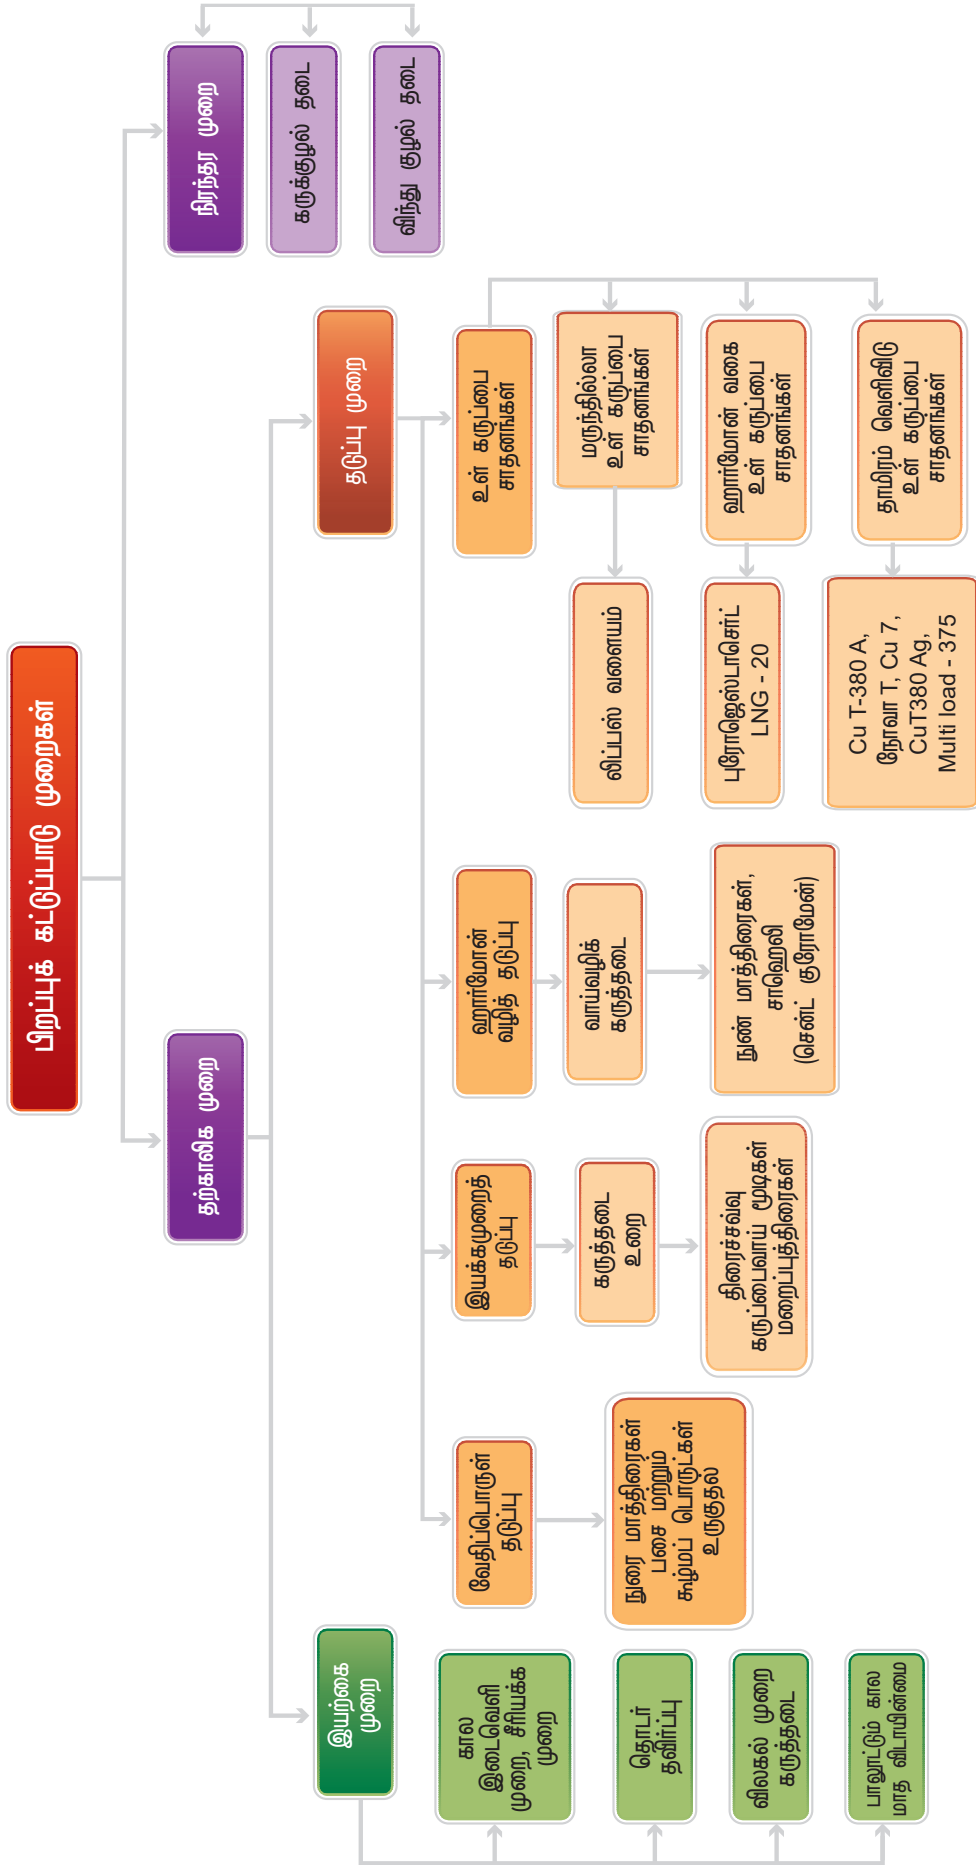 பிறப்புக் கட்டுப்பாடு முறைகள்
தற்காலிக முறை
நிரந்தர முறை
கருக்குழல் தடை
விந்து குழல் தடை
இயற்கை
முறை
கால
இடைவெளி
முறை, சீரியக்க
முறை
தொடர்
தவிர்ப்பு
விலகல் முறை
கருத்தடை
பாலூட்டும் கால
மாத விடாயின்மை
தடுப்பு முறை
வேதிப்பொருள்
தடுப்பு
நுரை மாத்திரைகள்
பசை மற்றும்
கூழ்மப் பொருட்கள்
உருகுதல்
இயக்கமுறைத்
தடுப்பு
கருத்தடை
உறை
திரைச்சவ்வு
கருப்பைவாய் மூடிகள்
மறைப்புத்திரைகள்
ஹார்மோன்
வழித் தடுப்பு
வாய்வழிக்
கருத்தடை
நுண் மாத்திரைகள்,
சாஹெலி
(சென்ட் குரோமேன்)
உள் கருப்பை
சாதனங்கள்
மருந்தில்லா
உள் கருப்பை
சாதனங்கள்
லிப்பஸ் வளையம்
ஹார்மோன் வகை
உள் கருப்பை
சாதனங்கள்
புரோஜெஸ்டாசெர்ட்
LNG - 20
தாமிரம் வெளிவிடு
உள் கருப்பை
சாதனங்கள்
Cu T-380 A,
நோவா T, Cu 7,
CuT380 Ag,
Multi load - 375